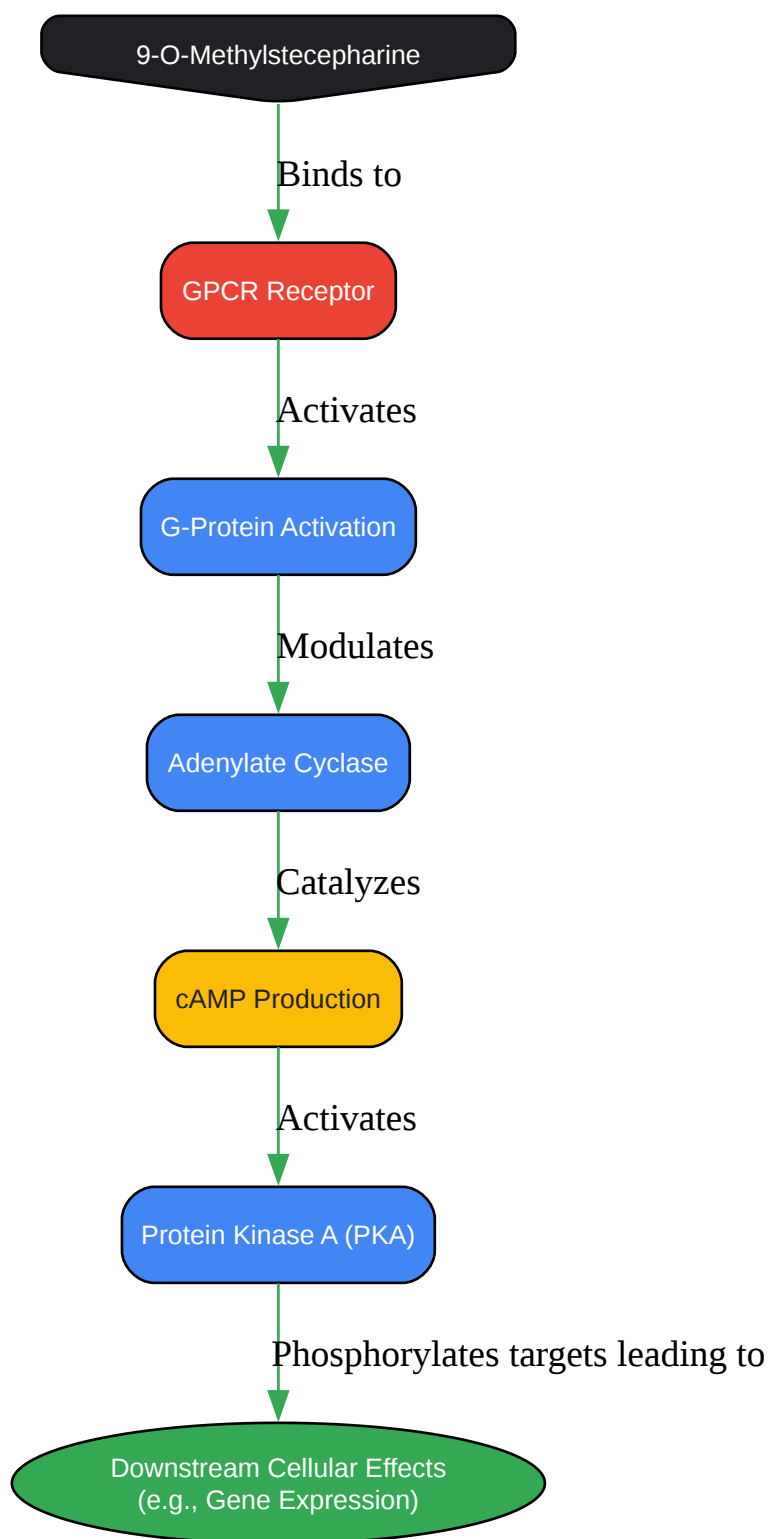 9-O-Methylstecepharine
Binds to
GPCR Receptor
Activates
G-Protein Activation
Modulates
Adenylate Cyclase
Catalyzes
cAMP Production
Activates
Protein Kinase A (PKA)
Phosphorylates targets leading to
Downstream Cellular Effects
(e.g., Gene Expression)